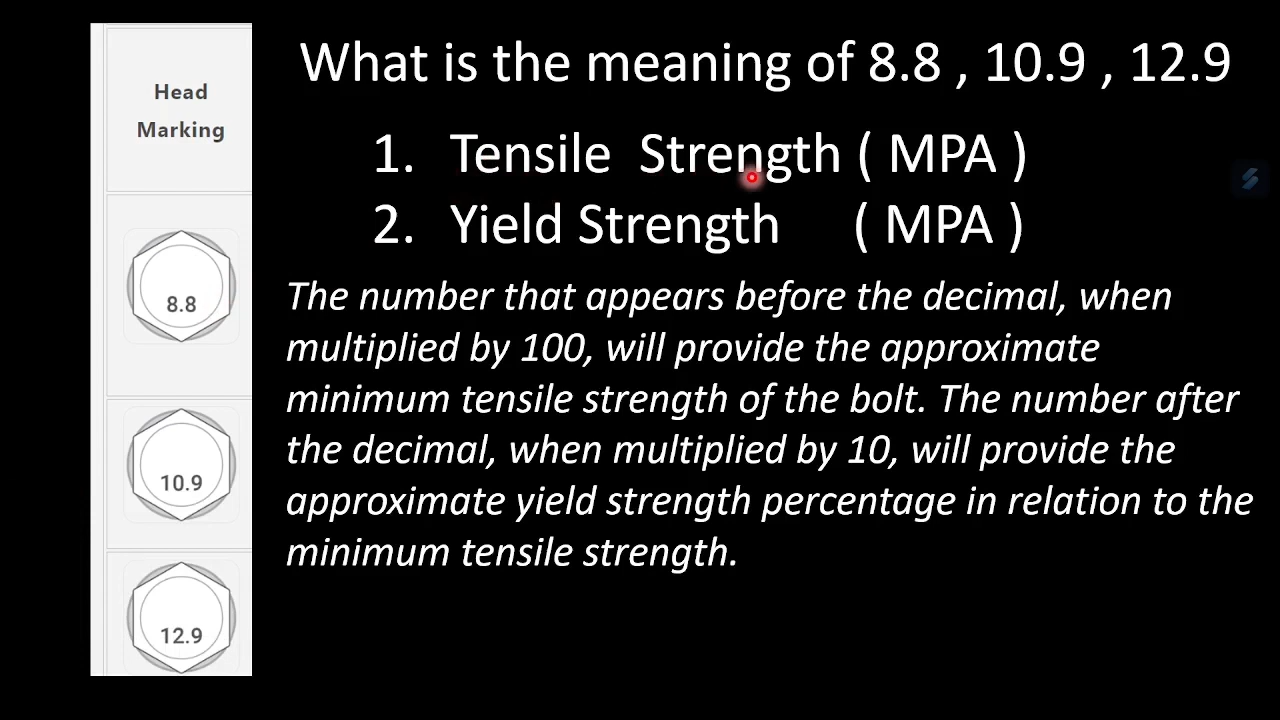 What is the meaning of 8.8 , 10.9 , 12.9
Head
Marking
1. Tensile Strength ( MPA )
2. Yield Strength ( MPA )
8.8
10.9
12.9
The number that appears before the decimal, when
multiplied by 100, will provide the approximate
minimum tensile strength of the bolt. The number after
the decimal, when multiplied by 10, will provide the
approximate yield strength percentage in relation to the
minimum tensile strength.